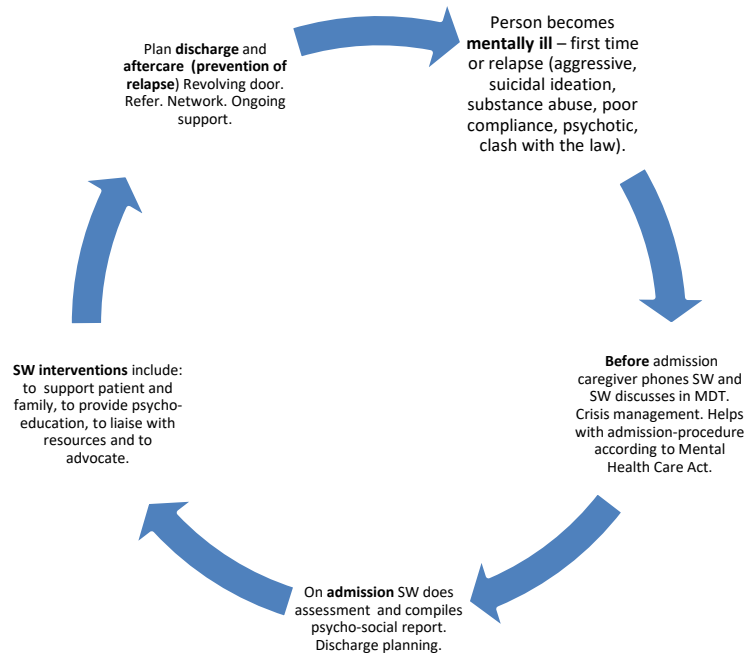 Person becomes
mentally ill – first time
or relapse (aggressive,
suicidal ideation,
substance abuse, poor
compliance, psychotic,
clash with the law).
Before admission
caregiver phones SW and
SW discusses in MDT.
Crisis management. Helps
with admission-procedure
according to Mental
Health Care Act.
On admission SW does
assessment and compiles
psycho-social report.
Discharge planning.
SW interventions include:
to support patient and
family, to provide psycho-
education, to liaise with
resources and to
advocate.
Plan discharge and
aftercare (prevention of
relapse) Revolving door.
Refer. Network. Ongoing
support.